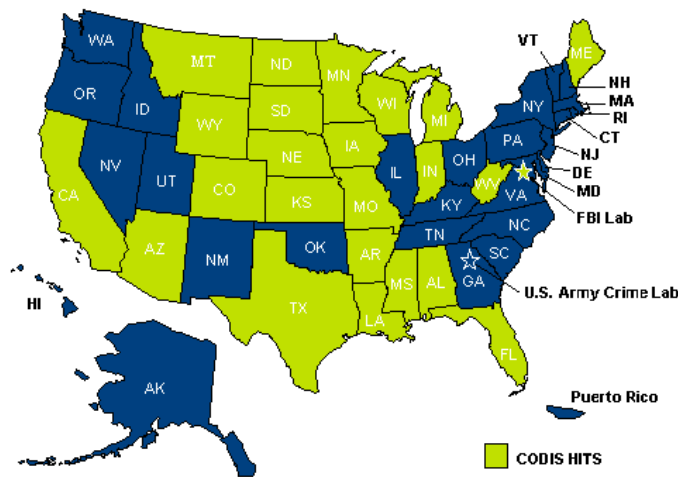 WA
MT
ND
MN
VT
ME
OR
ID
WY
SD
WI
MI
NY
NH
MA
RI
CT
NV
UT
CO
NE
IA
IL
IN
OH
PA
NJ
DE
MD
FBI Lab
CA
KS
MO
KY
WV
VA
AZ
NM
OK
AR
TN
NC
SC
TX
LA
MS
AL
GA
U.S. Army Crime Lab
HI
FL
AK
Puerto Rico
CODIS HITS